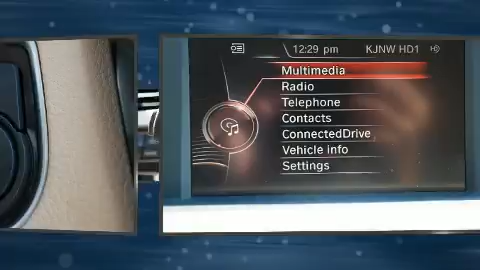 12:29 pm KJNW HD1
Multimedia
Radio
Telephone
Contacts
ConnectedDrive
Vehicle info
Settings